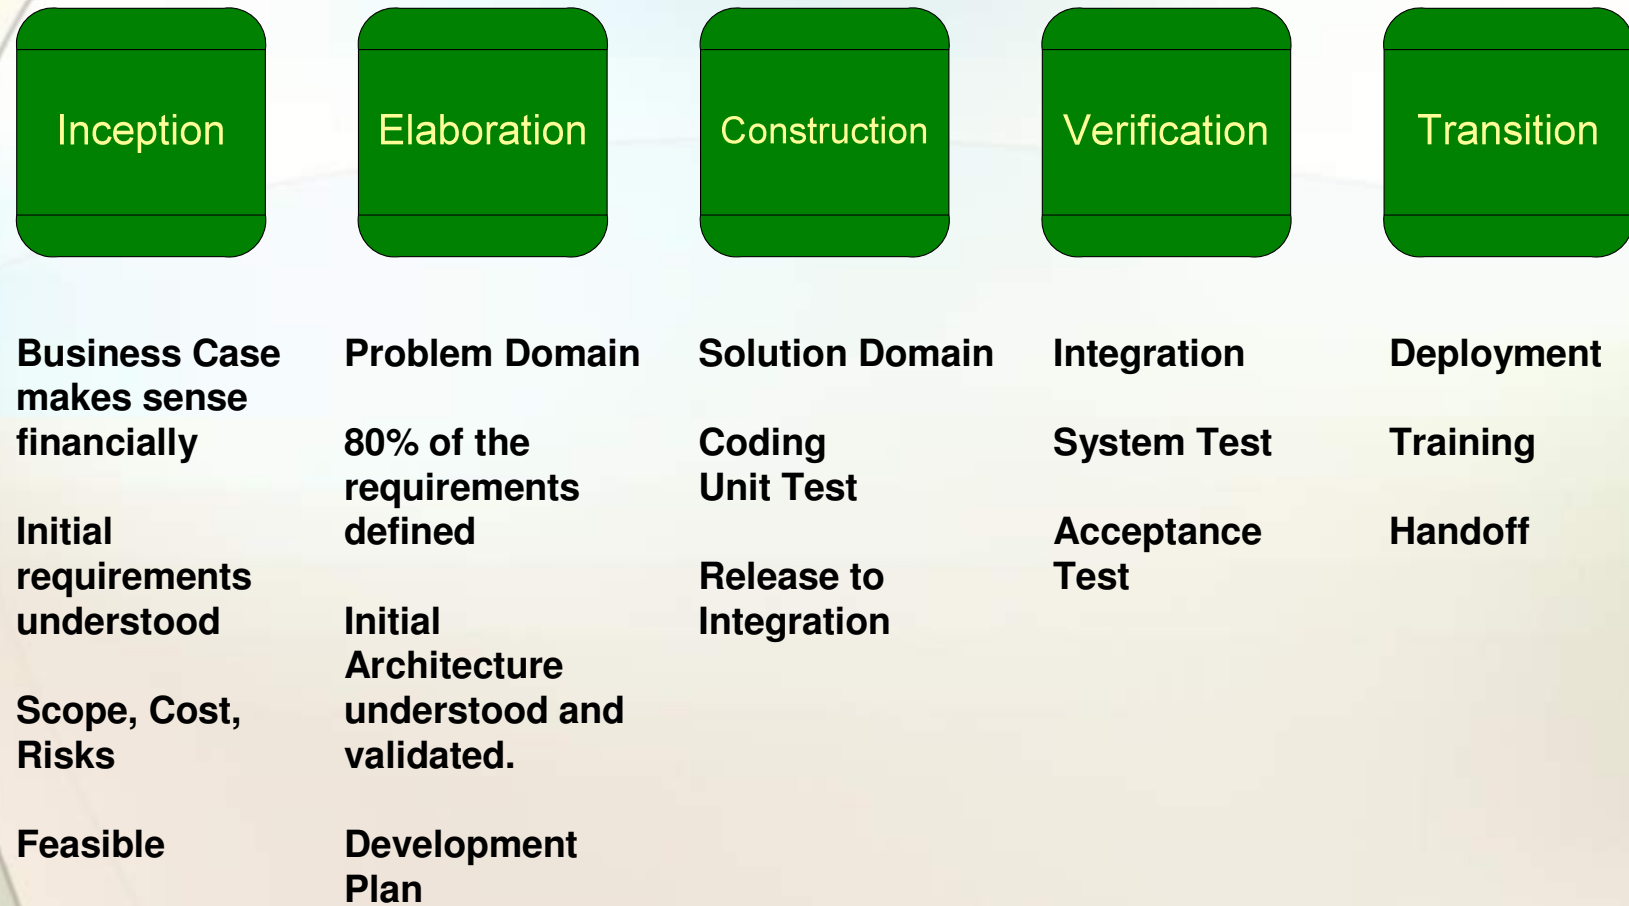 Inception
Elaboration
Construction
Verification
Transition
Business Case
makes sense
financially
Initial
requirements
understood
Scope, Cost,
Risks
Feasible
Problem Domain
80% of the
requirements
defined
Initial
Architecture
understood and
validated.
Development
Plan
Solution Domain
Coding
Unit Test
Release to
Integration
Integration
System Test
Acceptance
Test
Deployment
Training
Handoff